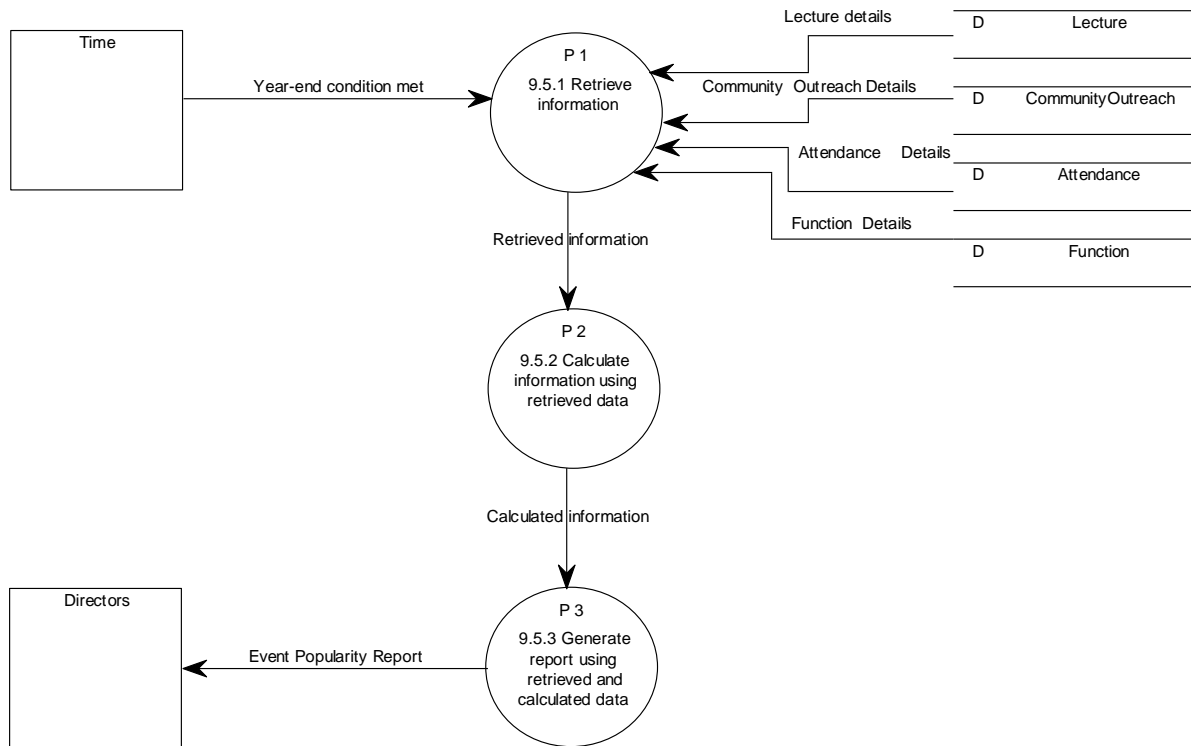 Time
Year-end condition met
P 1
9.5.1 Retrieve
information
Lecture details
D Lecture
Community Outreach Details
D CommunityOutreach
Attendance Details
D Attendance
Function Details
D Function
Retrieved information
P 2
9.5.2 Calculate
information using
retrieved data
Calculated information
P 3
9.5.3 Generate
report using
retrieved and
calculated data
Event Popularity Report
Directors